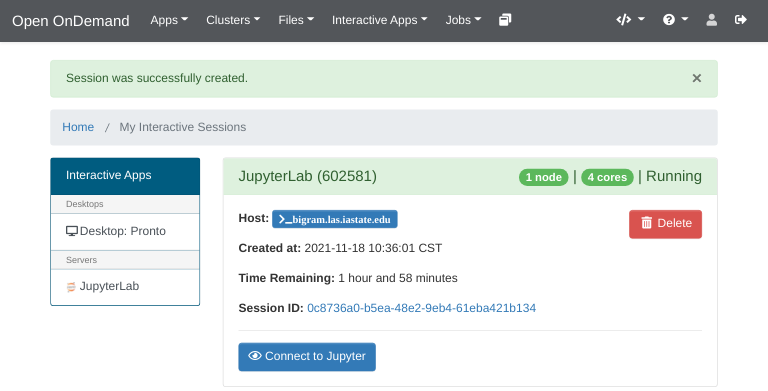 Open OnDemand Apps Clusters Files Interactive Apps Jobs
Session was successfully created. ×
Home / My Interactive Sessions
Interactive Apps
Desktops
Desktop: Pronto
Servers
JupyterLab
JupyterLab (602581) 1 node | 4 cores | Running
Host: >_bigram.las.iastate.edu Delete
Created at: 2021-11-18 10:36:01 CST
Time Remaining: 1 hour and 58 minutes
Session ID: 0c8736a0-b5ea-48e2-9eb4-61eba421b134
Connect to Jupyter